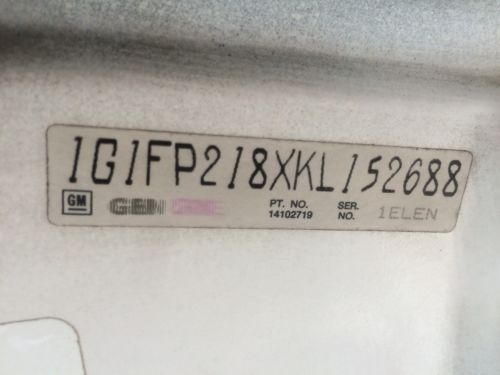 1G1FP218XKL152688
GM PT. NO. SER.
14102719 NO. 1ELEN